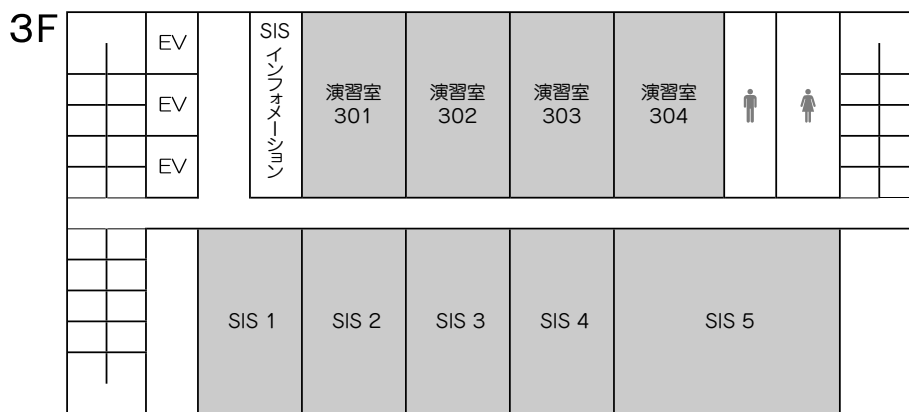 3F
EV
EV
EV
SIS
インフォメーション
演習室
301
演習室
302
演習室
303
演習室
304
SIS 1
SIS 2
SIS 3
SIS 4
SIS 5